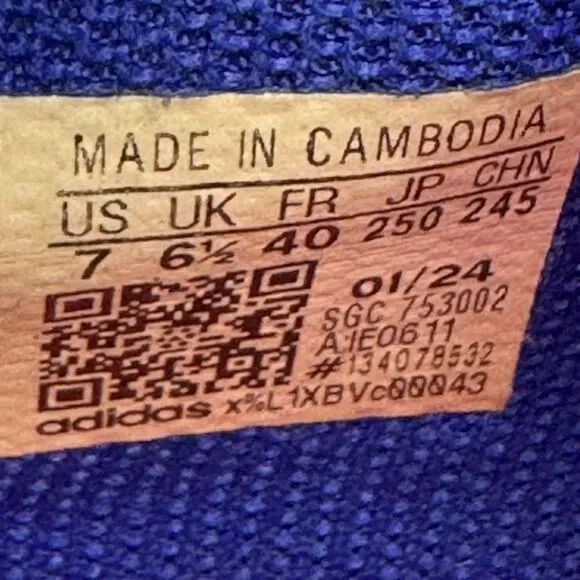 MADE IN CAMBODIA
US UK FR JP CHN
7 6½ 40 250 245
01/24
SGC 753002
A1E0611
#134078532
adidas x%L1XBVc00043